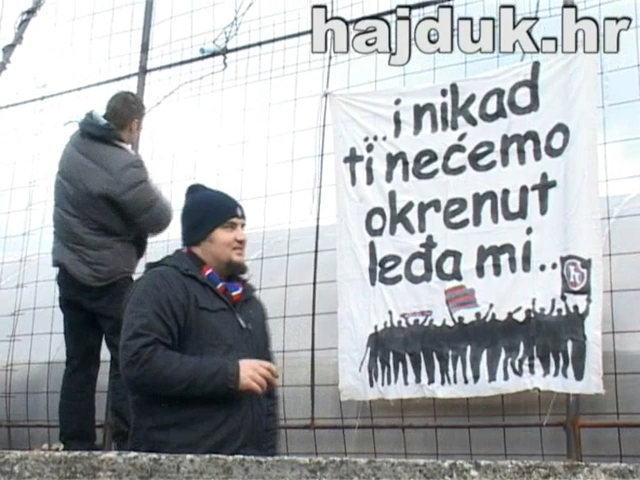 hajduk.hr
...i nikad
ti nećemo
okrenut
leđa mi...